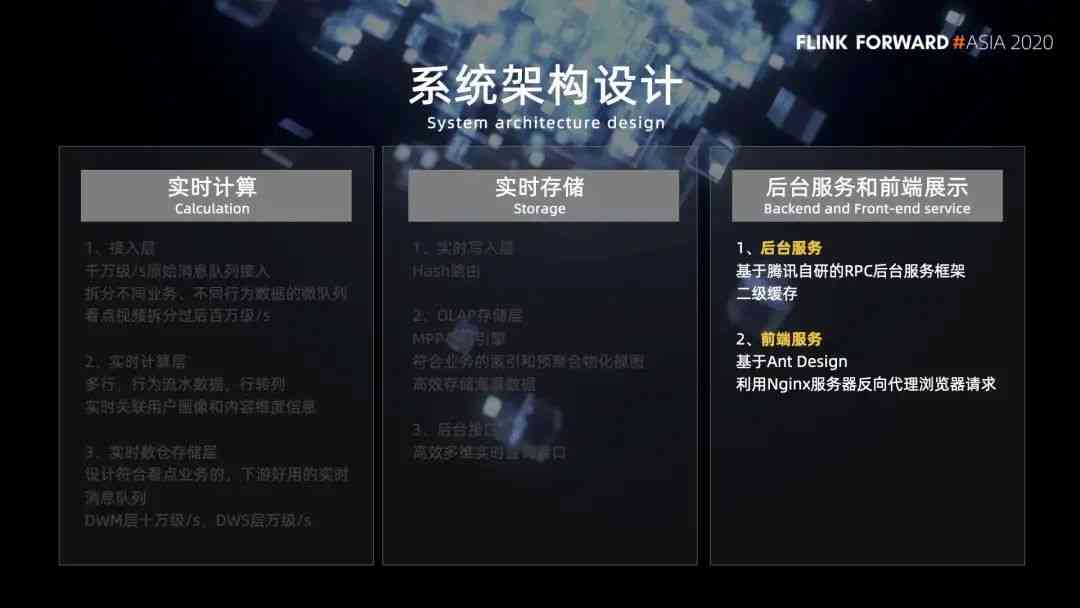 FLINK FORWARD #ASIA 2020
系统架构设计
System architecture design
实时计算
Calculation
1、接入层
千万级/s原始消息队列接入
拆分不同业务、不同行为数据的微队列
看点视频拆分过后百万级/s
2、实时计算层
多行，行为流水数据，行转列
实时关联用户画像和内容维度信息
3、实时数仓存储层
设计符合看点业务的，下游好用的实时
消息队列
DWM层十万级/s，DWS层万级/s
实时存储
Storage
1、实时写入层
Hash路由
2、OLAP存储层
MPP 引擎
符合业务的索引和预聚合物化视图
高效存储海量数据
3、后台接口
高效多维实时查询接口
后台服务和前端展示
Backend and Front-end service
1、后台服务
基于腾讯自研的RPC后台服务框架
二级缓存
2、前端服务
基于Ant Design
利用Nginx服务器反向代理浏览器请求